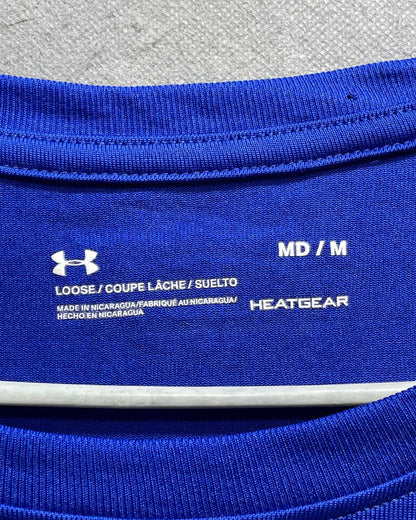 MD / M
LOOSE / COUPE LÂCHE / SUELTO
MADE IN NICARAGUA/FABRIQUÉ AU NICARAGUA/
HECHO EN NICARAGUA
HEATGEAR